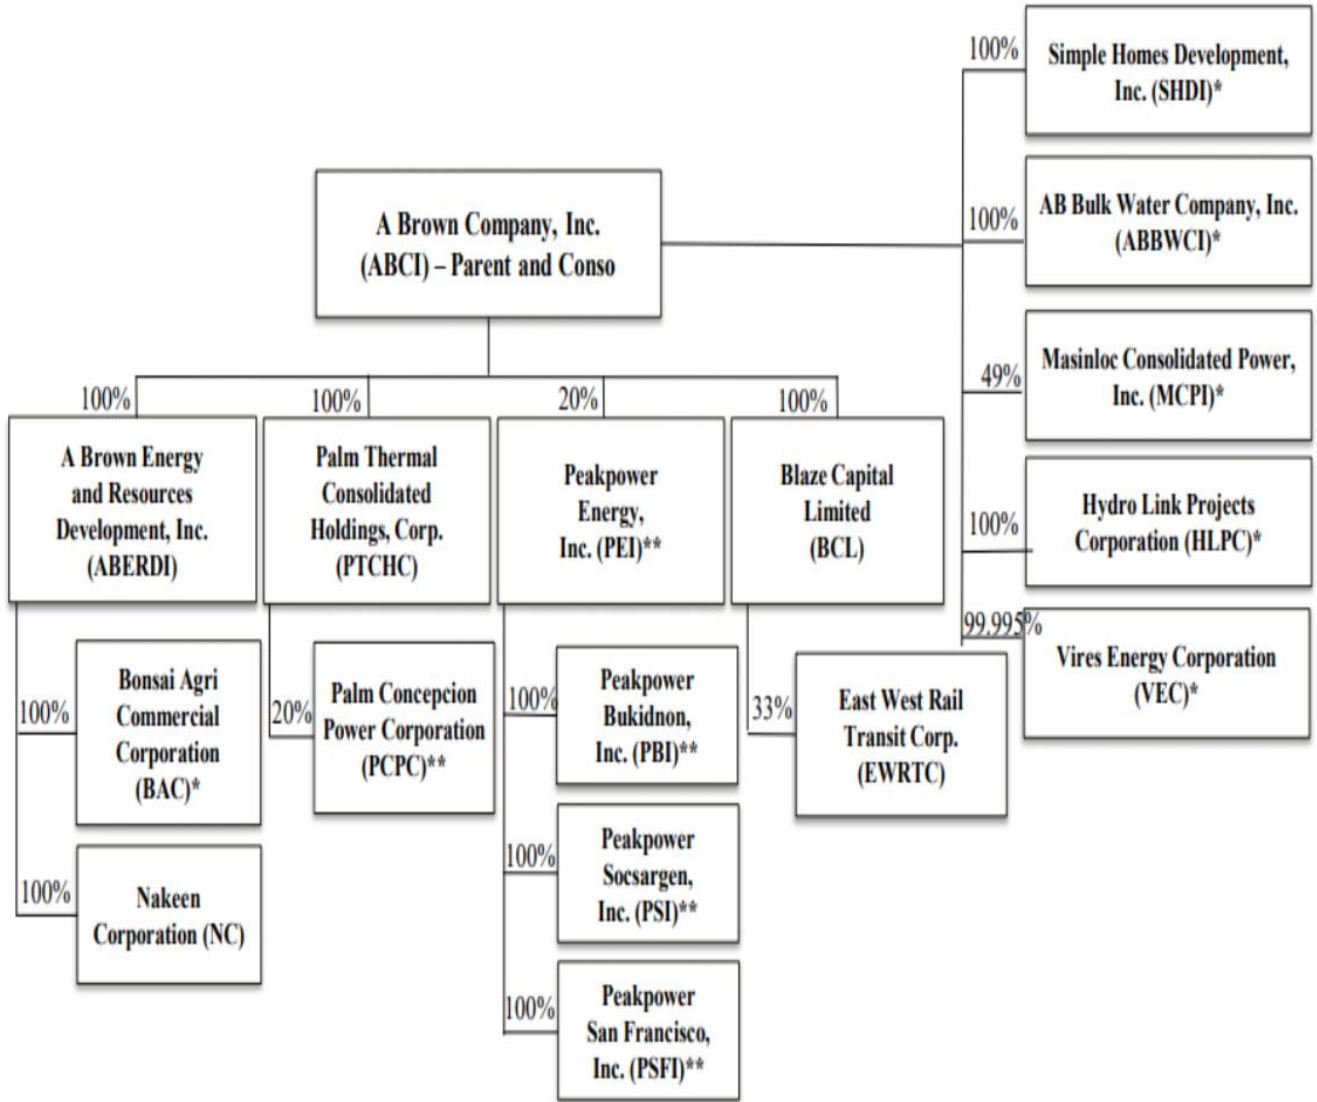 100%
Simple Homes Development,
Inc. (SHDI)*
100%
AB Bulk Water Company, Inc.
(ABBWCI)*
A Brown Company, Inc.
(ABCI) – Parent and Conso
49%
Masinloc Consolidated Power,
Inc. (MCPI)*
100%
Hydro Link Projects
Corporation (HLPC)*
99.995%
Vires Energy Corporation
(VEC)*
100%
A Brown Energy
and Resources
Development, Inc.
(ABERDI)
100%
Palm Thermal
Consolidated
Holdings, Corp.
(PTCHC)
20%
Peakpower
Energy,
Inc. (PEI)**
100%
Blaze Capital
Limited
(BCL)
100%
Bonsai Agri
Commercial
Corporation
(BAC)*
100%
Nakeen
Corporation (NC)
20%
Palm Concepcion
Power Corporation
(PCPC)**
100%
Peakpower
Bukidnon,
Inc. (PBI)**
100%
Peakpower
Socsargen,
Inc. (PSI)**
100%
Peakpower
San Francisco,
Inc. (PSFI)**
33%
East West Rail
Transit Corp.
(EWRTC)